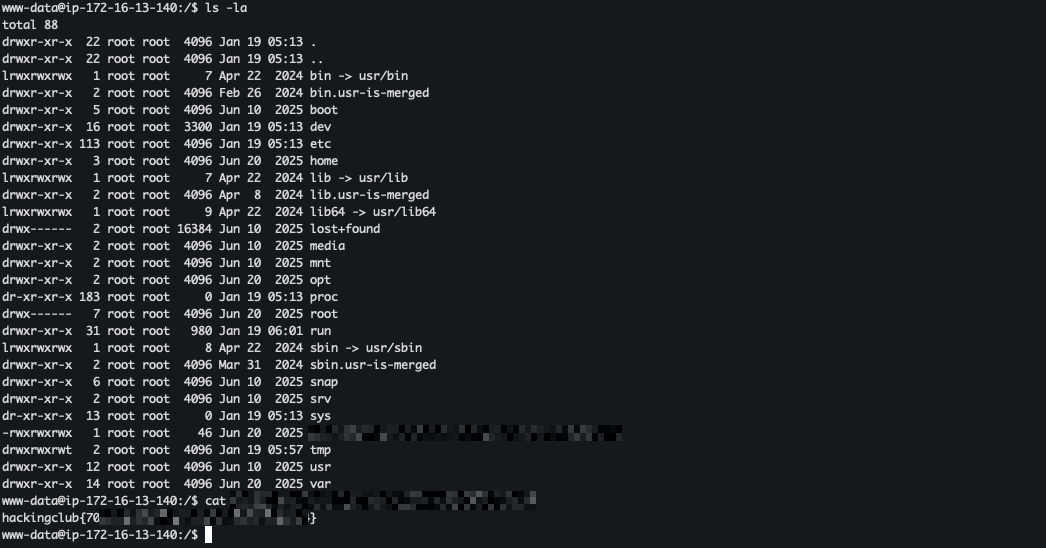 www-data@ip-172-16-13-140:/$ ls -la
total 88
drwxr-xr-x  22 root root  4096 Jan 19 05:13 .
drwxr-xr-x  22 root root  4096 Jan 19 05:13 ..
lrwxrwxrwx   1 root root     7 Apr 22  2024 bin -> usr/bin
drwxr-xr-x   2 root root  4096 Feb 26  2024 bin.usr-is-merged
drwxr-xr-x   5 root root  4096 Jun 10  2025 boot
drwxr-xr-x  16 root root  3300 Jan 19 05:13 dev
drwxr-xr-x 113 root root  4096 Jan 19 05:13 etc
drwxr-xr-x   3 root root  4096 Jun 20  2025 home
lrwxrwxrwx   1 root root     7 Apr 22  2024 lib -> usr/lib
drwxr-xr-x   2 root root  4096 Apr  8  2024 lib.usr-is-merged
lrwxrwxrwx   1 root root     9 Apr 22  2024 lib64 -> usr/lib64
drwx------   2 root root 16384 Jun 10  2025 lost+found
drwxr-xr-x   2 root root  4096 Jun 10  2025 media
drwxr-xr-x   2 root root  4096 Jun 10  2025 mnt
drwxr-xr-x   2 root root  4096 Jun 20  2025 opt
dr-xr-xr-x 183 root root     0 Jan 19 05:13 proc
drwx------   7 root root  4096 Jun 20  2025 root
drwxr-xr-x  31 root root   980 Jan 19 06:01 run
lrwxrwxrwx   1 root root     8 Apr 22  2024 sbin -> usr/sbin
drwxr-xr-x   2 root root  4096 Mar 31  2024 sbin.usr-is-merged
drwxr-xr-x   6 root root  4096 Jun 10  2025 snap
drwxr-xr-x   2 root root  4096 Jun 10  2025 srv
dr-xr-xr-x  13 root root     0 Jan 19 05:13 sys
-rwxrwxrwx   1 root root    46 Jun 20  2025
drwxrwxrwt   2 root root  4096 Jan 19 05:57 tmp
drwxr-xr-x  12 root root  4096 Jun 10  2025 usr
drwxr-xr-x  14 root root  4096 Jun 20  2025 var
www-data@ip-172-16-13-140:/$ cat
hackingclub{70 }
www-data@ip-172-16-13-140:/$